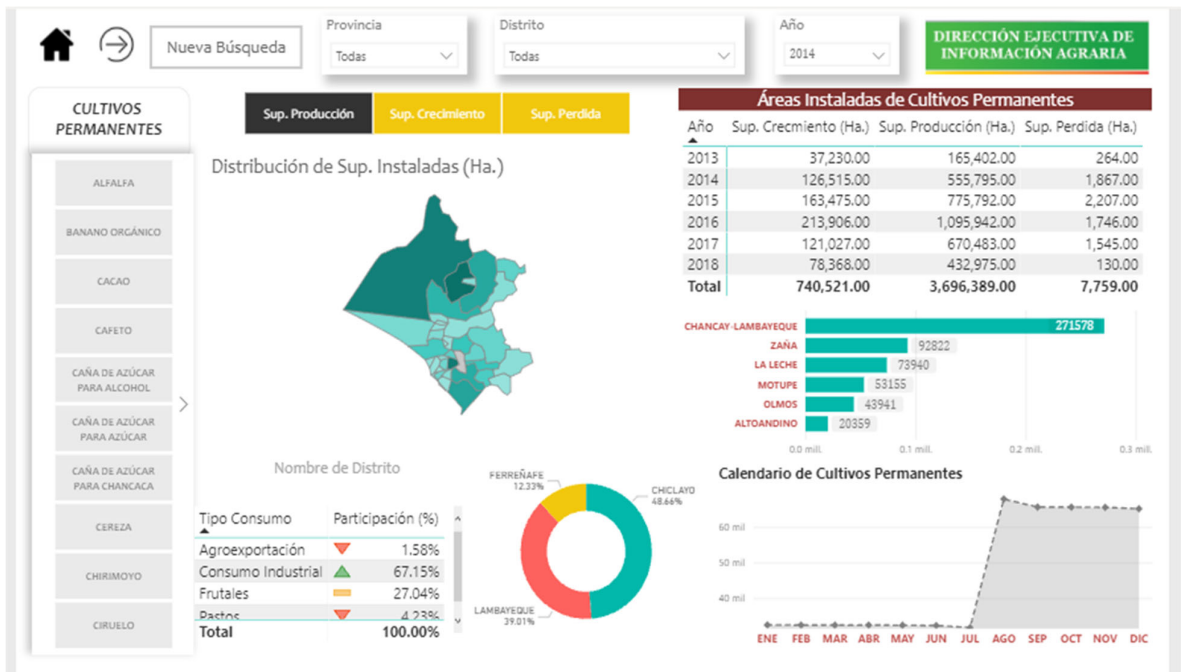 Nueva Búsqueda
Provincia
Todas
Distrito
Todas
Año
2014
DIRECCIÓN EJECUTIVA DE
INFORMACIÓN AGRARIA
CULTIVOS
PERMANENTES
ALFALFA
BANANO ORGÁNICO
CACAO
CAFETO
CAÑA DE AZÚCAR
PARA ALCOHOL
CAÑA DE AZÚCAR
PARA AZÚCAR
CAÑA DE AZÚCAR
PARA CHANCACA
CEREZA
CHIRIMOYO
CIRUELO
Sup. Producción Sup. Crecimiento Sup. Perdida
Distribución de Sup. Instaladas (Ha.)
Áreas Instaladas de Cultivos Permanentes
Año Sup. Crecmiento (Ha.) Sup. Producción (Ha.) Sup. Perdida (Ha.)
2013 37,230.00 165,402.00 264.00
2014 126,515.00 555,795.00 1,867.00
2015 163,475.00 775,792.00 2,207.00
2016 213,906.00 1,095,942.00 1,746.00
2017 121,027.00 670,483.00 1,545.00
2018 78,368.00 432,975.00 130.00
Total 740,521.00 3,696,389.00 7,759.00
CHANCAY-LAMBAYEQUE 271578
ZAÑA 92822
LA LECHE 73940
MOTUPE 53155
OLMOS 43941
ALTOANDINO 20359
0.0 mill. 0.1 mill. 0.2 mill. 0.3 mill.
Nombre de Distrito
Tipo Consumo Participación (%)
Agroexportación 1.58%
Consumo Industrial 67.15%
Frutales 27.04%
Pastos 4.23%
Total 100.00%
FERREÑAFE
12.33%
CHICLAYO
48.66%
LAMBAYEQUE
39.01%
Calendario de Cultivos Permanentes
60 mil
50 mil
40 mil
ENE FEB MAR ABR MAY JUN JUL AGO SEP OCT NOV DIC